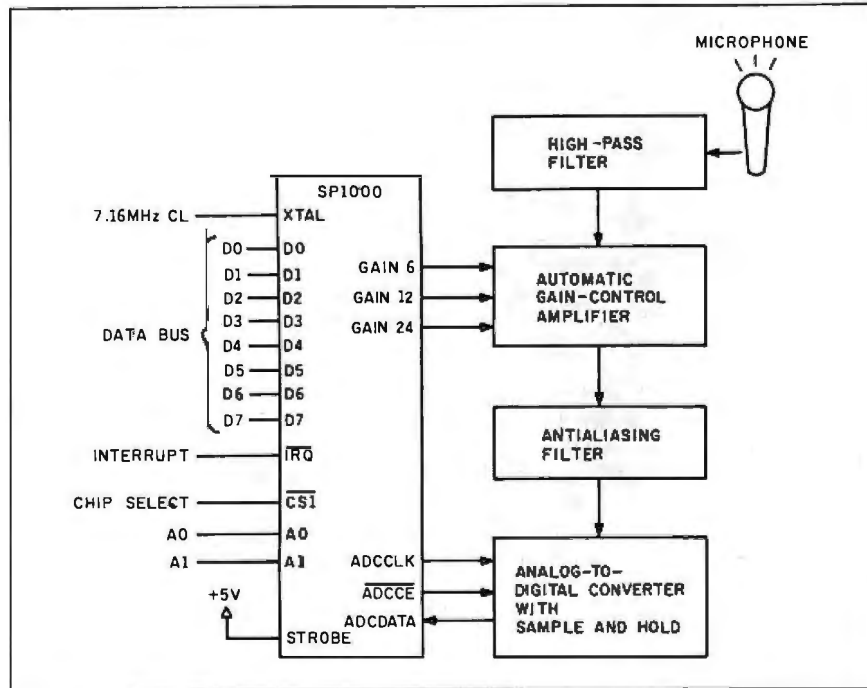 MICROPHONE
HIGH-PASS
FILTER
SP1000
7.16MHz CL
XTAL
D0
D0
D1
D1
D2
D2
D3
D3
D4
D4
D5
D5
D6
D6
D7
D7
DATA BUS
GAIN 6
GAIN 12
GAIN 24
AUTOMATIC
GAIN-CONTROL
AMPLIFIER
ANTIALIASING
FILTER
INTERRUPT
IRQ
CHIP SELECT
CS1
A0
A0
A1
A1
+5V
STROBE
ADCCLK
ADCCE
ADCDATA
ANALOG-TO-
DIGITAL CONVERTER
WITH
SAMPLE AND HOLD